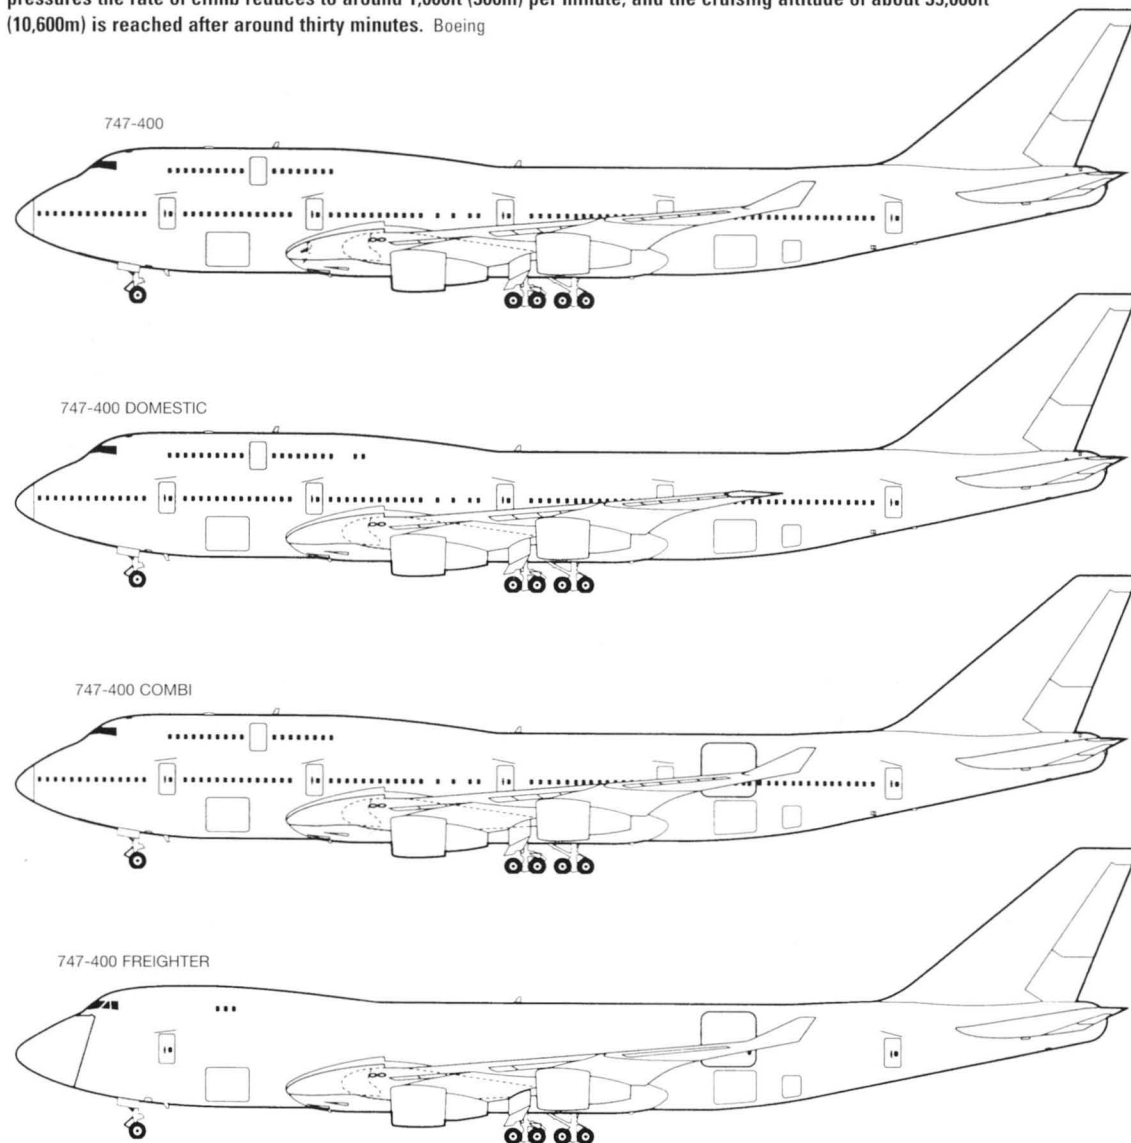 pressures the rate of climb reduces to around 1,000ft (300m) per minute, and the cruising altitude of about 35,000ft
(10,600m) is reached after around thirty minutes. Boeing
747-400
747-400 DOMESTIC
747-400 COMBI
747-400 FREIGHTER